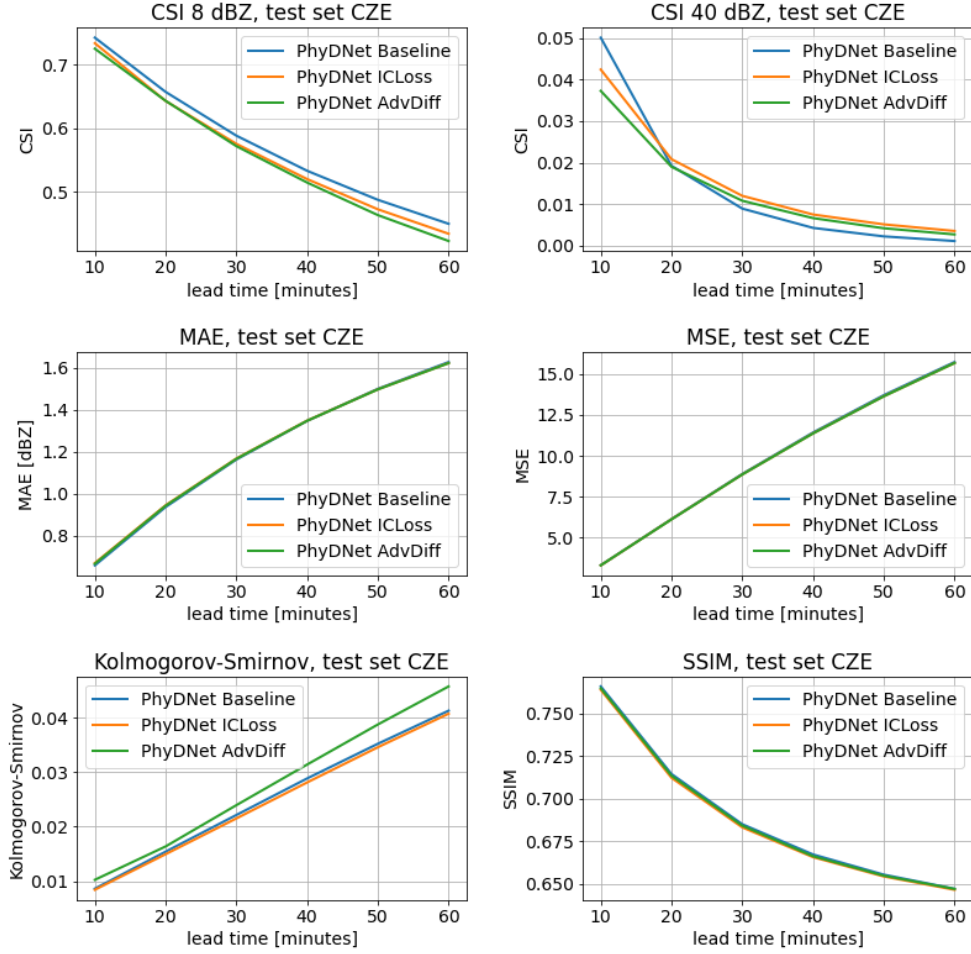 CSI 8 dBZ, test set CZE
PhyDNet Baseline
PhyDNet ICLoss
PhyDNet AdvDiff
CSI
0.7
0.6
0.5
10 20 30 40 50 60
lead time [minutes]
CSI 40 dBZ, test set CZE
PhyDNet Baseline
PhyDNet ICLoss
PhyDNet AdvDiff
CSI
0.05
0.04
0.03
0.02
0.01
0.00
10 20 30 40 50 60
lead time [minutes]
MAE, test set CZE
MAE [dBZ]
1.6
1.4
1.2
1.0
0.8
PhyDNet Baseline
PhyDNet ICLoss
PhyDNet AdvDiff
10 20 30 40 50 60
lead time [minutes]
MSE, test set CZE
MSE
15.0
12.5
10.0
7.5
5.0
PhyDNet Baseline
PhyDNet ICLoss
PhyDNet AdvDiff
10 20 30 40 50 60
lead time [minutes]
Kolmogorov-Smirnov, test set CZE
PhyDNet Baseline
PhyDNet ICLoss
PhyDNet AdvDiff
Kolmogorov-Smirnov
0.04
0.03
0.02
0.01
10 20 30 40 50 60
lead time [minutes]
SSIM, test set CZE
PhyDNet Baseline
PhyDNet ICLoss
PhyDNet AdvDiff
SSIM
0.750
0.725
0.700
0.675
0.650
10 20 30 40 50 60
lead time [minutes]